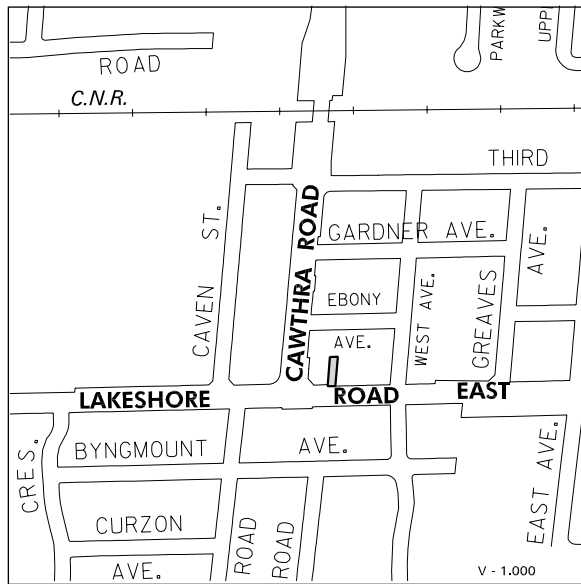 PARKW
UPPE
ROAD
C.N.R.
THIRD
CAVEN ST.
CAWTHRA ROAD
GARDNER AVE.
AVE.
EBONY
AVE.
WEST AVE.
GREAVES
LAKESHORE ROAD EAST
CRES.
BYNGMOUNT AVE.
EAST AVE.
CURZON
AVE.
ROAD
ROAD
V - 1.000